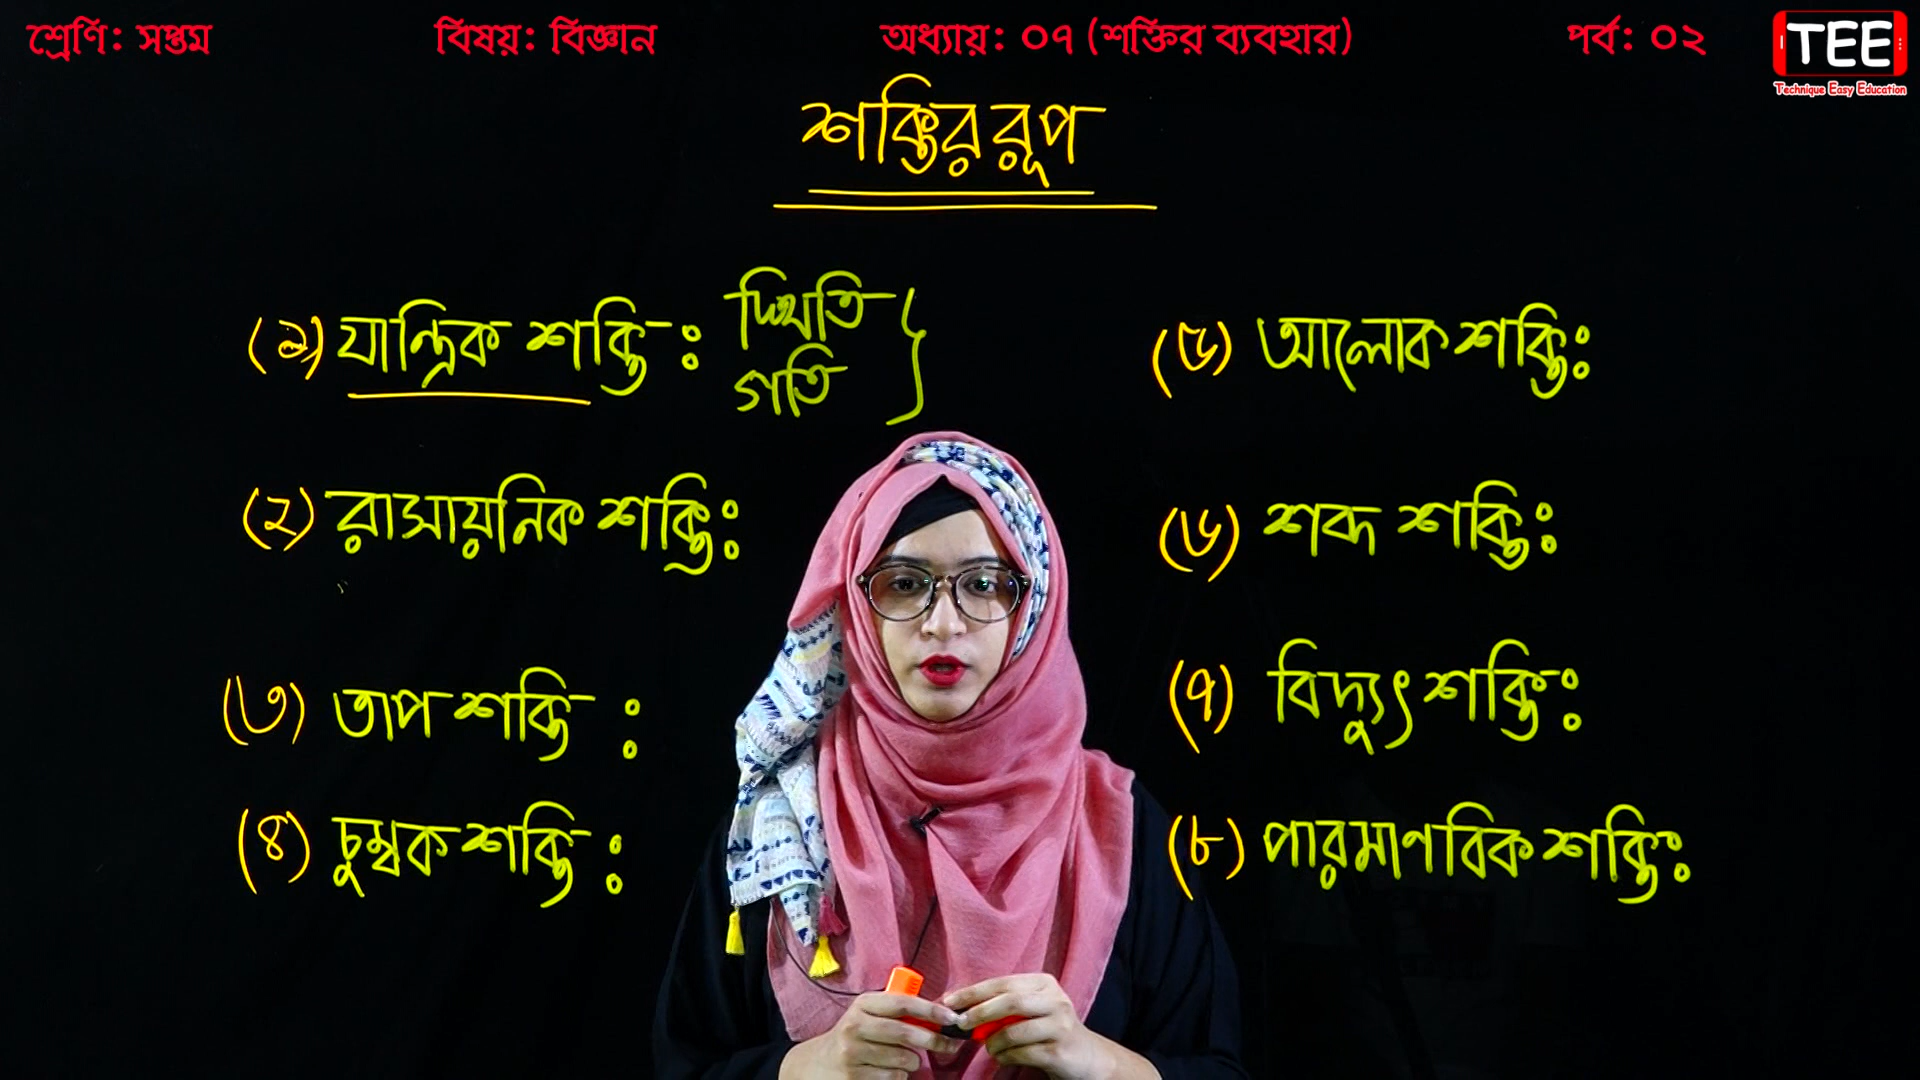 শ্রেণি: সপ্তম
বিষয়: বিজ্ঞান
অধ্যায়: ০৭ (শক্তির ব্যবহার)
পর্ব: ০২
TEE
Technique Easy Education
শক্তির রূপ
(১) যান্ত্রিক শক্তি : স্থিতি
গতি
(২) রাসায়নিক শক্তি:
(৩) তাপ শক্তি :
(৪) চুম্বক শক্তি :
(৫) আলোক শক্তি:
(৬) শব্দ শক্তি:
(৭) বিদ্যুৎ শক্তি:
(৮) পারমাণবিক শক্তি: